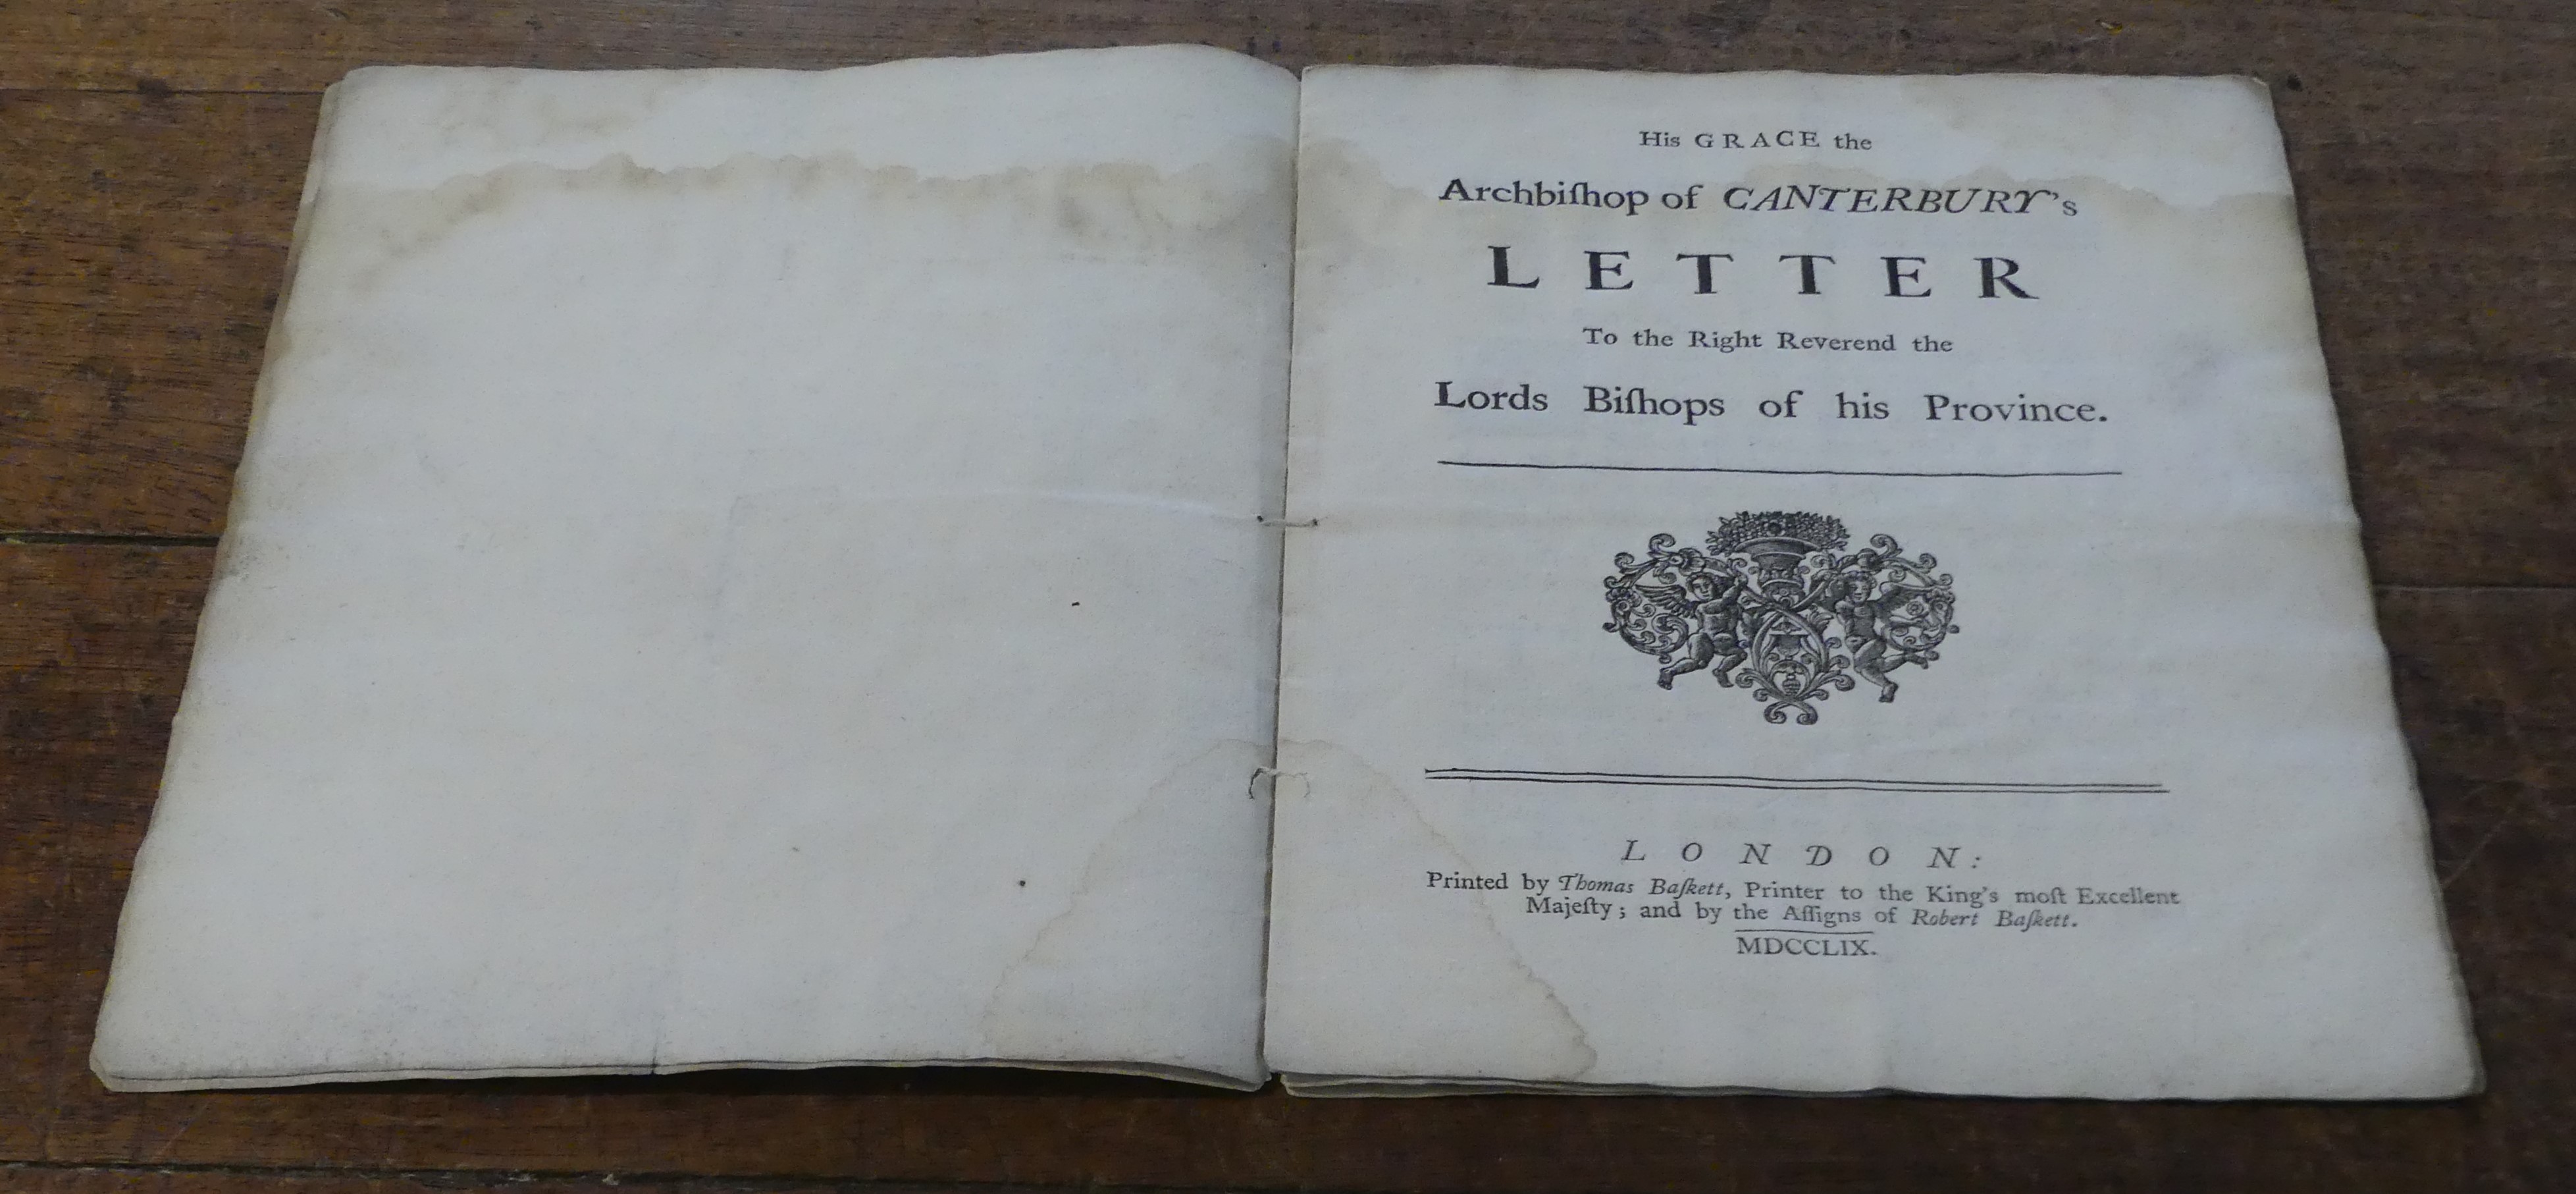 His GRACE the
Archbiſhop of CANTERBURY's
LETTER
To the Right Reverend the
Lords Biſhops of his Province.
LONDON:
Printed by Thomas Baſkett, Printer to the King's moſt Excellent
Majeſty; and by the Aſſigns of Robert Baſkett.
MDCCLIX.